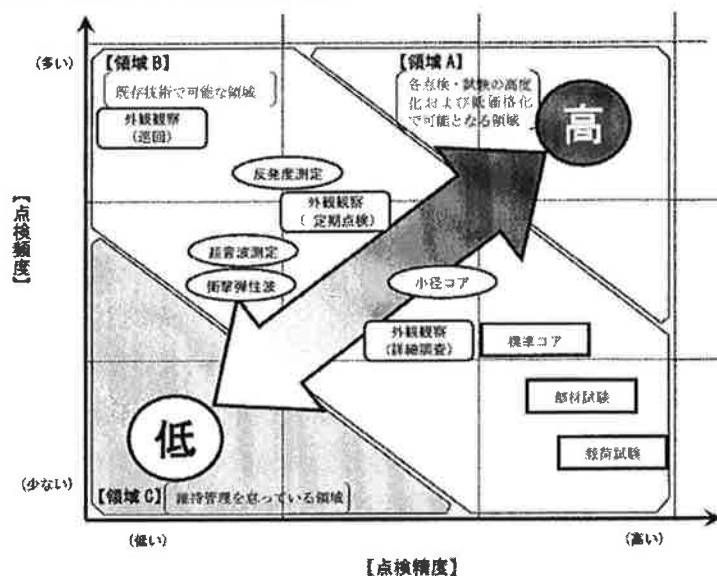 (多い)
【領域B】
既存技術で可能な領域
外観観察
(巡回)
【領域A】
各点検・試験の高度
化および低価格化
で可能となる領域
高
反発度測定
外観観察
( 定期点検)
【点検頻度】
超音波測定
衝撃弾性波
小径コア
外観観察
(詳細調査)
標準コア
部材試験
低
載荷試験
(少ない)
【領域C】
維持管理を怠っている領域
(低い)
(高い)
【点検精度】